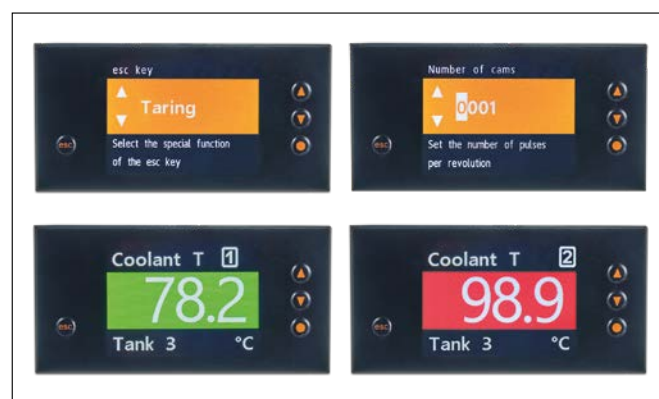 esc key
Taring
Select the special function
of the esc key
esc
Number of cams
0001
Set the number of pulses
per revolution
esc
Coolant T 1
78.2
Tank 3 °C
esc
Coolant T 2
98.9
Tank 3 °C
esc